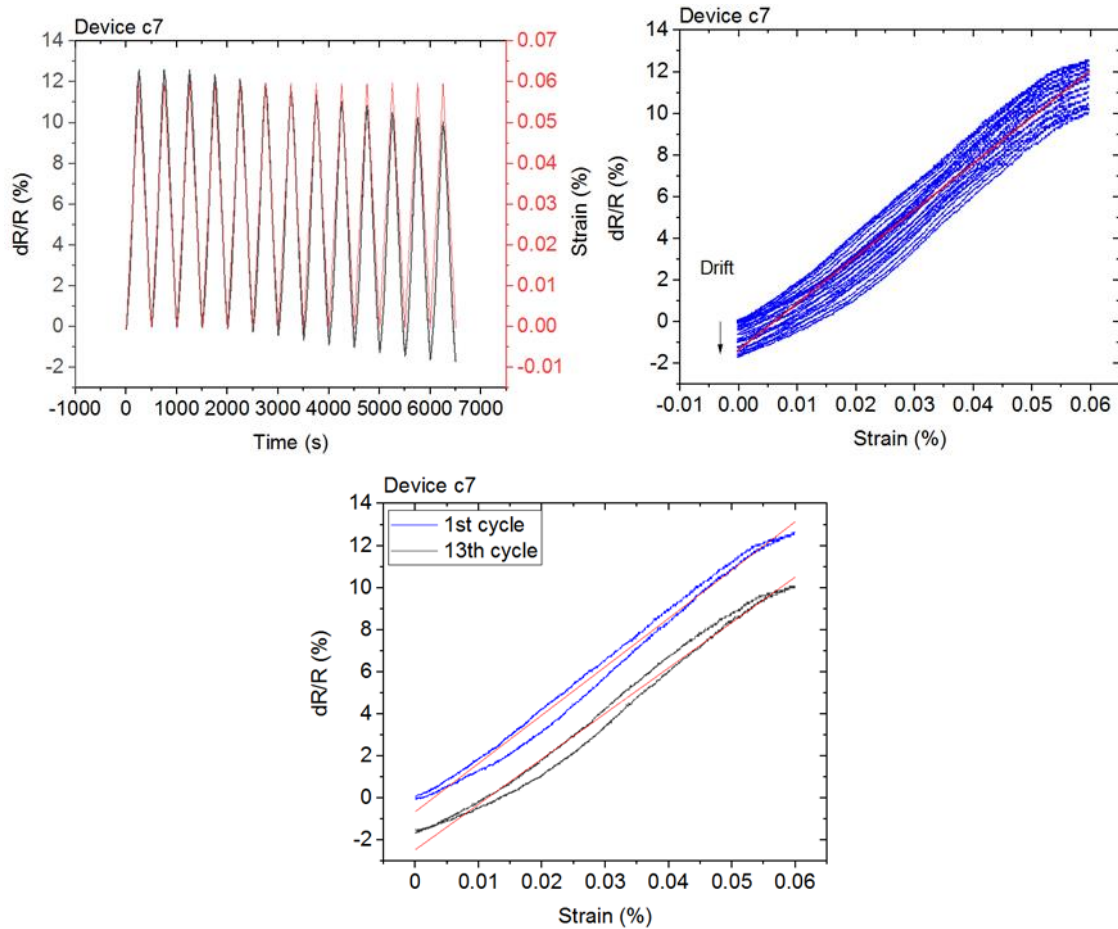 Device c7
14
12
10
8
6
4
2
0
-2
dR/R (%)
0.07
0.06
0.05
0.04
0.03
0.02
0.01
0.00
-0.01
Strain (%)
-1000 0 1000 2000 3000 4000 5000 6000 7000
Time (s)
Device c7
14
12
10
8
6
4
2
0
-2
dR/R (%)
Drift
-0.01 0.00 0.01 0.02 0.03 0.04 0.05 0.06
Strain (%)
Device c7
14
12
10
8
6
4
2
0
-2
dR/R (%)
1st cycle
13th cycle
0 0.01 0.02 0.03 0.04 0.05 0.06
Strain (%)